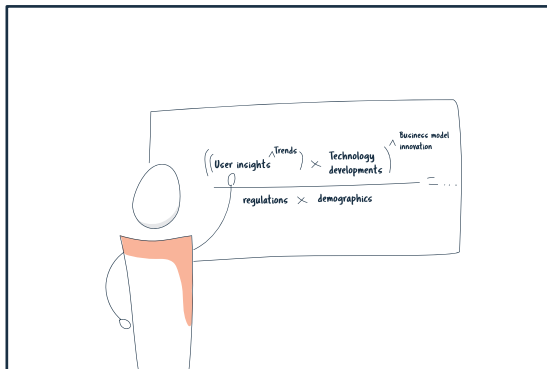 ((User insights ^Trends) × Technology developments) ^Business model innovation
regulations × demographics
= ...